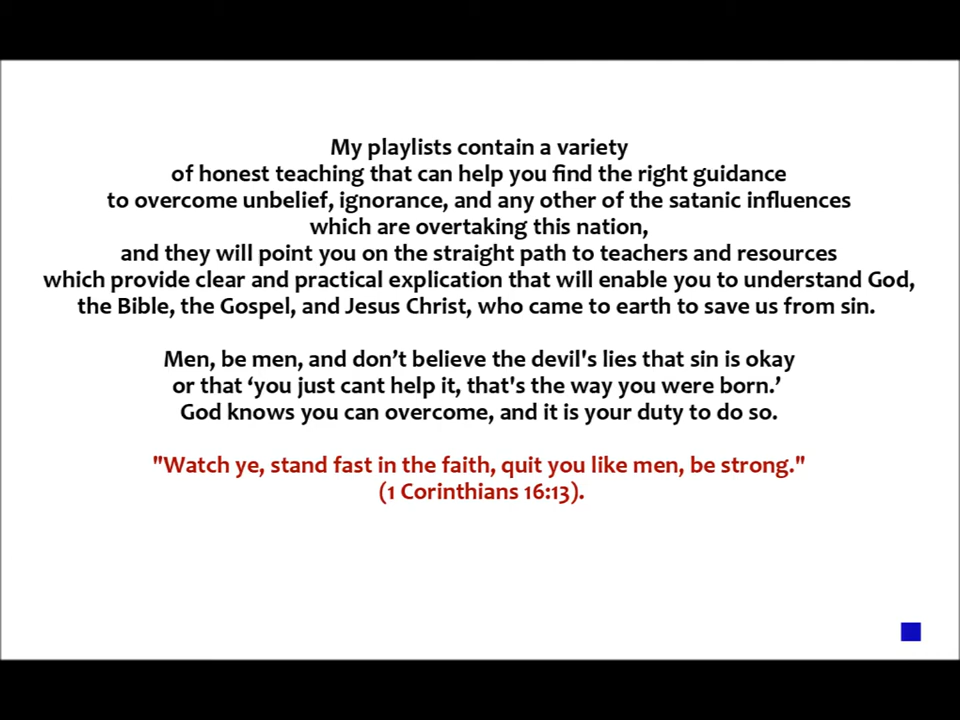 My playlists contain a variety
of honest teaching that can help you find the right guidance
to overcome unbelief, ignorance, and any other of the satanic influences
which are overtaking this nation,
and they will point you on the straight path to teachers and resources
which provide clear and practical explication that will enable you to understand God,
the Bible, the Gospel, and Jesus Christ, who came to earth to save us from sin.
Men, be men, and don’t believe the devil's lies that sin is okay
or that ‘you just cant help it, that's the way you were born.’
God knows you can overcome, and it is your duty to do so.
"Watch ye, stand fast in the faith, quit you like men, be strong."
(1 Corinthians 16:13).